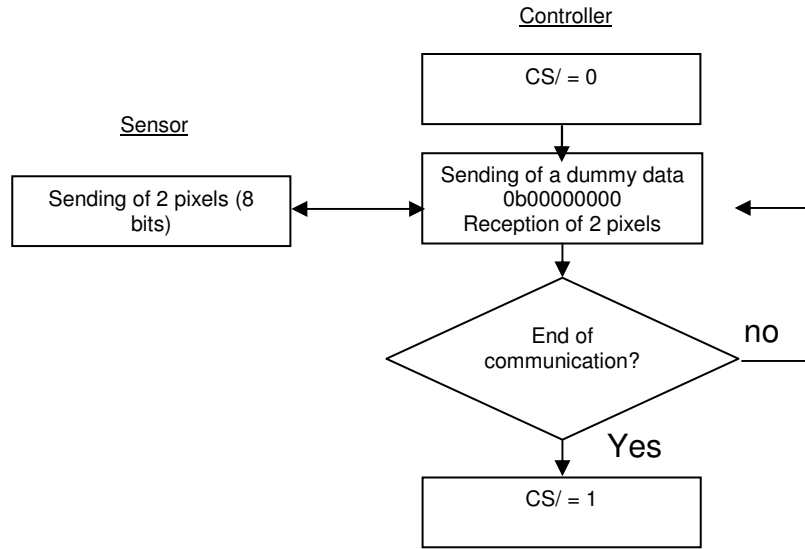 Controller
CS/ = 0
Sensor
Sending of a dummy data
0b00000000
Reception of 2 pixels
Sending of 2 pixels (8
bits)
End of
communication?
no
Yes
CS/ = 1